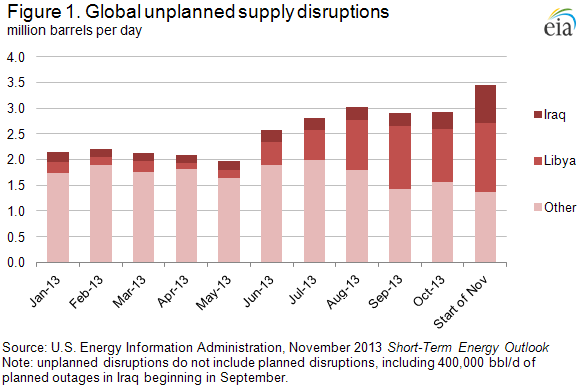 Figure 1. Global unplanned supply disruptions
million barrels per day
eia
4.0
3.5
3.0
2.5
2.0
1.5
1.0
0.5
0.0
Iraq
Libya
Other
Jan-13
Feb-13
Mar-13
Apr-13
May-13
Jun-13
Jul-13
Aug-13
Sep-13
Oct-13
Start of Nov
Source: U.S. Energy Information Administration, November 2013 Short-Term Energy Outlook
Note: unplanned disruptions do not include planned disruptions, including 400,000 bbl/d of
planned outages in Iraq beginning in September.